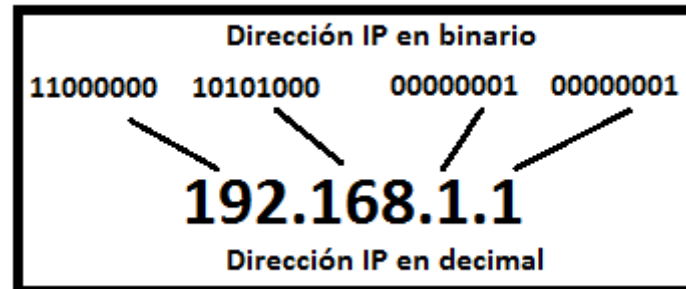 Dirección IP en binario
11000000 10101000 00000001 00000001
192.168.1.1
Dirección IP en decimal